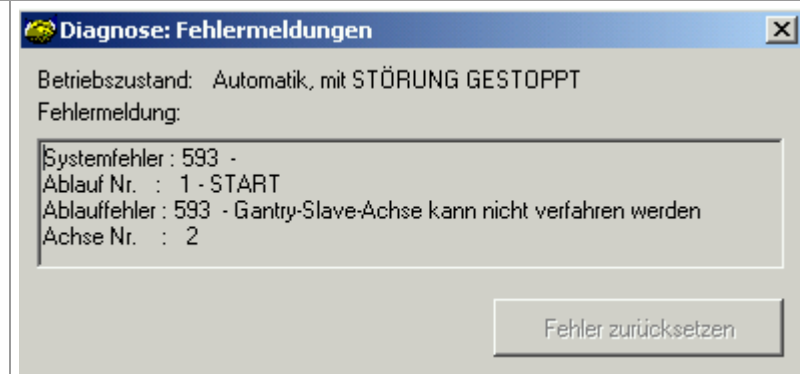 Diagnose: Fehlermeldungen
Betriebszustand: Automatik, mit STÖRUNG GESTOPPT
Fehlermeldung:
Systemfehler : 593 -
Ablauf Nr. : 1 - START
Ablauffehler : 593 - Gantry-Slave-Achse kann nicht verfahren werden
Achse Nr. : 2
Fehler zurücksetzen